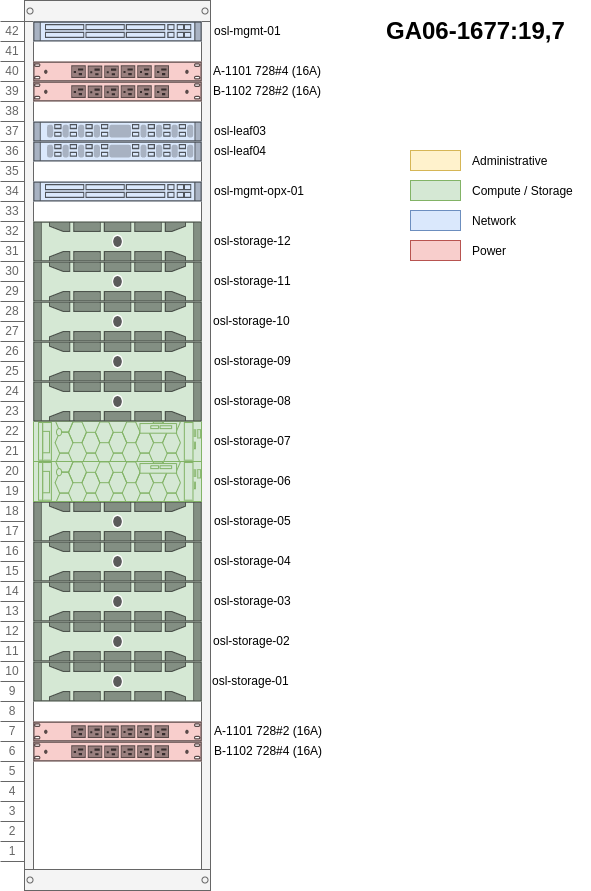 GA06-1677:19,7
42 osl-mgmt-01
41
40 A-1101 728#4 (16A)
39 B-1102 728#2 (16A)
38
37 osl-leaf03
36 osl-leaf04
35
34 osl-mgmt-opx-01
33
32
osl-storage-12
31
30
osl-storage-11
29
28
osl-storage-10
27
26
osl-storage-09
25
24
osl-storage-08
23
22
osl-storage-07
21
20
osl-storage-06
19
18
osl-storage-05
17
16
osl-storage-04
15
14
osl-storage-03
13
12
osl-storage-02
11
10
osl-storage-01
9
8
7 A-1101 728#2 (16A)
6 B-1102 728#4 (16A)
5
4
3
2
1
Administrative
Compute / Storage
Network
Power